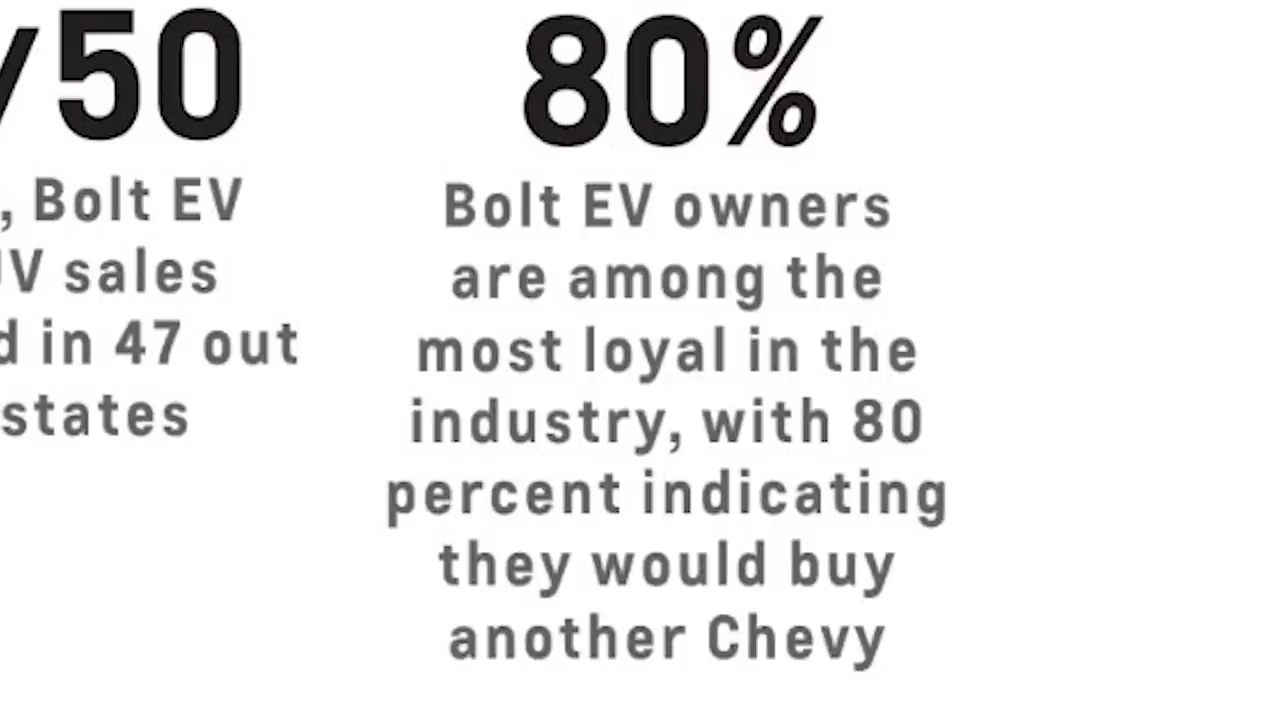 /50
, Bolt EV
UV sales
d in 47 out
states
80%
Bolt EV owners
are among the
most loyal in the
industry, with 80
percent indicating
they would buy
another Chevy